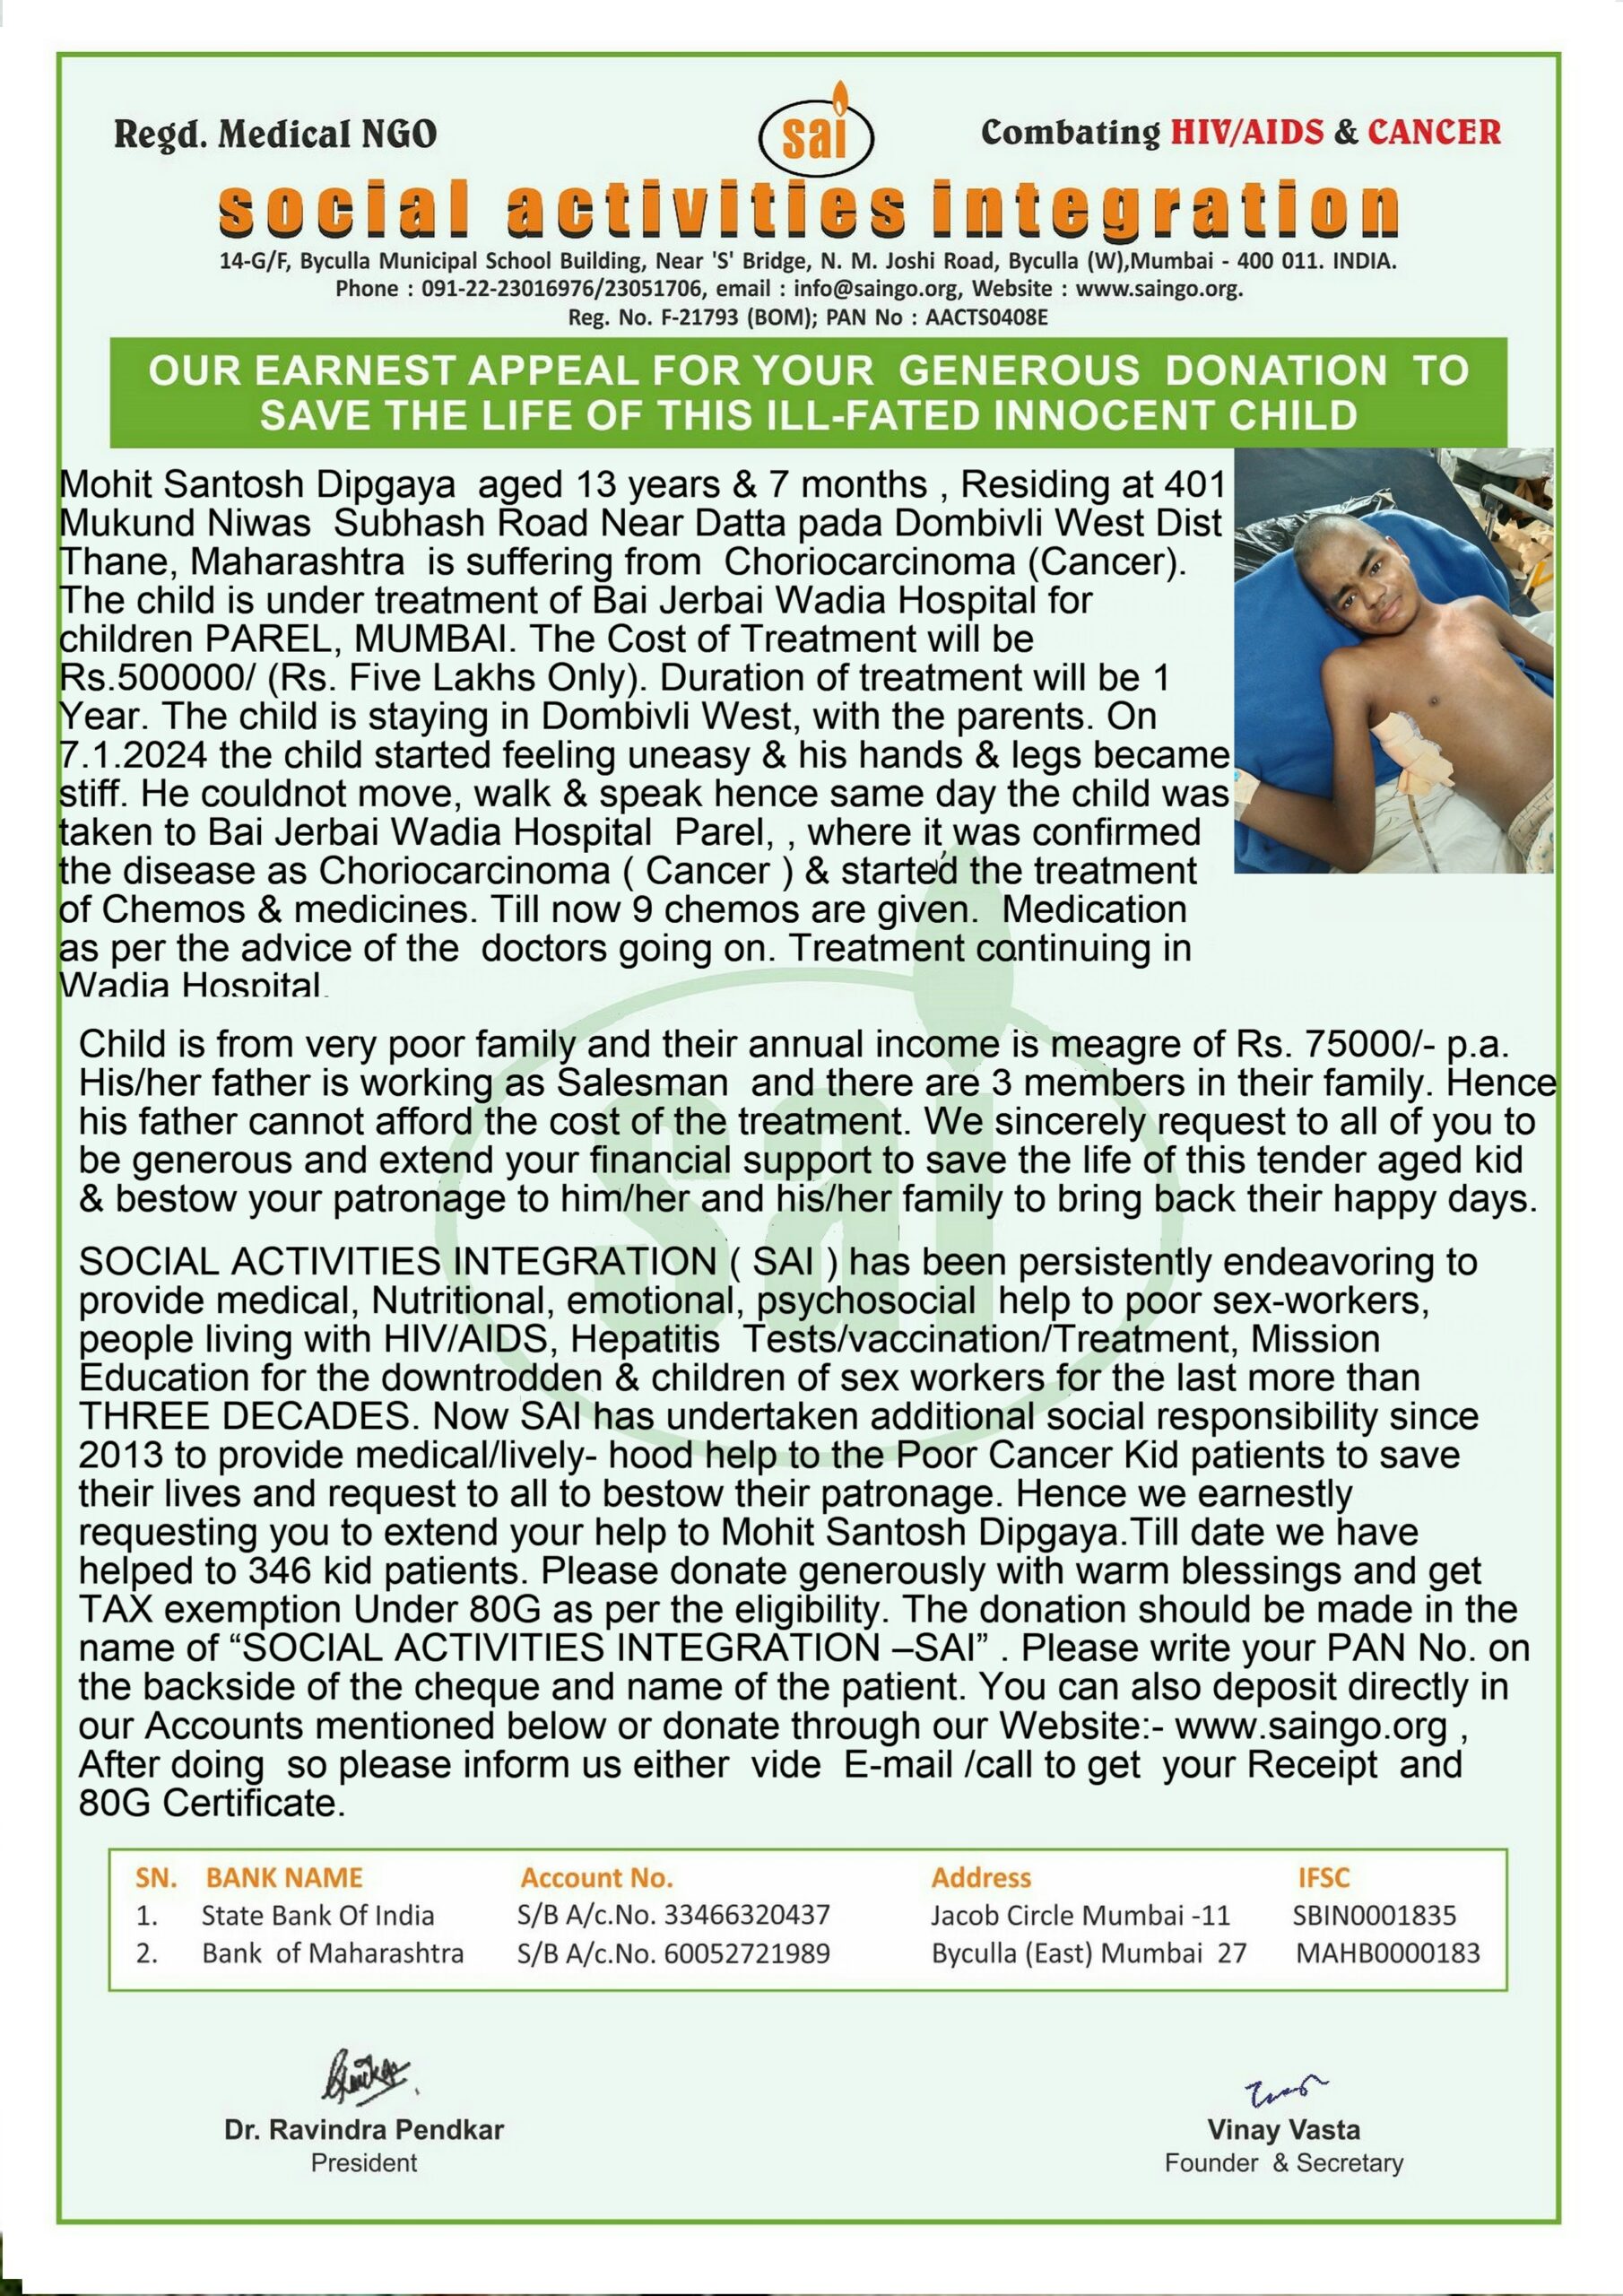 Regd. Medical NGO
sai
Combating HIV/AIDS & CANCER
social activities integration
14-G/F, Byculla Municipal School Building, Near 'S' Bridge, N. M. Joshi Road, Byculla (W),Mumbai - 400 011. INDIA.
Phone : 091-22-23016976/23051706, email : info@saingo.org, Website : www.saingo.org.
Reg. No. F-21793 (BOM); PAN No : AACTS0408E
OUR EARNEST APPEAL FOR YOUR GENEROUS DONATION TO
SAVE THE LIFE OF THIS ILL-FATED INNOCENT CHILD
Mohit Santosh Dipgaya aged 13 years & 7 months , Residing at 401
Mukund Niwas Subhash Road Near Datta pada Dombivli West Dist
Thane, Maharashtra is suffering from Choriocarcinoma (Cancer).
The child is under treatment of Bai Jerbai Wadia Hospital for
children PAREL, MUMBAI. The Cost of Treatment will be
Rs.500000/ (Rs. Five Lakhs Only). Duration of treatment will be 1
Year. The child is staying in Dombivli West, with the parents. On
7.1.2024 the child started feeling uneasy & his hands & legs became
stiff. He couldnot move, walk & speak hence same day the child was
taken to Bai Jerbai Wadia Hospital Parel, , where it was confirmed
the disease as Choriocarcinoma ( Cancer ) & started the treatment
of Chemos & medicines. Till now 9 chemos are given. Medication
as per the advice of the doctors going on. Treatment continuing in
Wadia Hospital.
Child is from very poor family and their annual income is meagre of Rs. 75000/- p.a.
His/her father is working as Salesman and there are 3 members in their family. Hence
his father cannot afford the cost of the treatment. We sincerely request to all of you to
be generous and extend your financial support to save the life of this tender aged kid
& bestow your patronage to him/her and his/her family to bring back their happy days.
SOCIAL ACTIVITIES INTEGRATION ( SAI ) has been persistently endeavoring to
provide medical, Nutritional, emotional, psychosocial help to poor sex-workers,
people living with HIV/AIDS, Hepatitis Tests/vaccination/Treatment, Mission
Education for the downtrodden & children of sex workers for the last more than
THREE DECADES. Now SAI has undertaken additional social responsibility since
2013 to provide medical/lively- hood help to the Poor Cancer Kid patients to save
their lives and request to all to bestow their patronage. Hence we earnestly
requesting you to extend your help to Mohit Santosh Dipgaya.Till date we have
helped to 346 kid patients. Please donate generously with warm blessings and get
TAX exemption Under 80G as per the eligibility. The donation should be made in the
name of “SOCIAL ACTIVITIES INTEGRATION –SAI” . Please write your PAN No. on
the backside of the cheque and name of the patient. You can also deposit directly in
our Accounts mentioned below or donate through our Website:- www.saingo.org ,
After doing so please inform us either vide E-mail /call to get your Receipt and
80G Certificate.
SN. BANK NAME Account No. Address IFSC
1. State Bank Of India S/B A/c.No. 33466320437 Jacob Circle Mumbai -11 SBIN0001835
2. Bank of Maharashtra S/B A/c.No. 60052721989 Byculla (East) Mumbai 27 MAHB0000183
Dr. Ravindra Pendkar
President
Vinay Vasta
Founder & Secretary